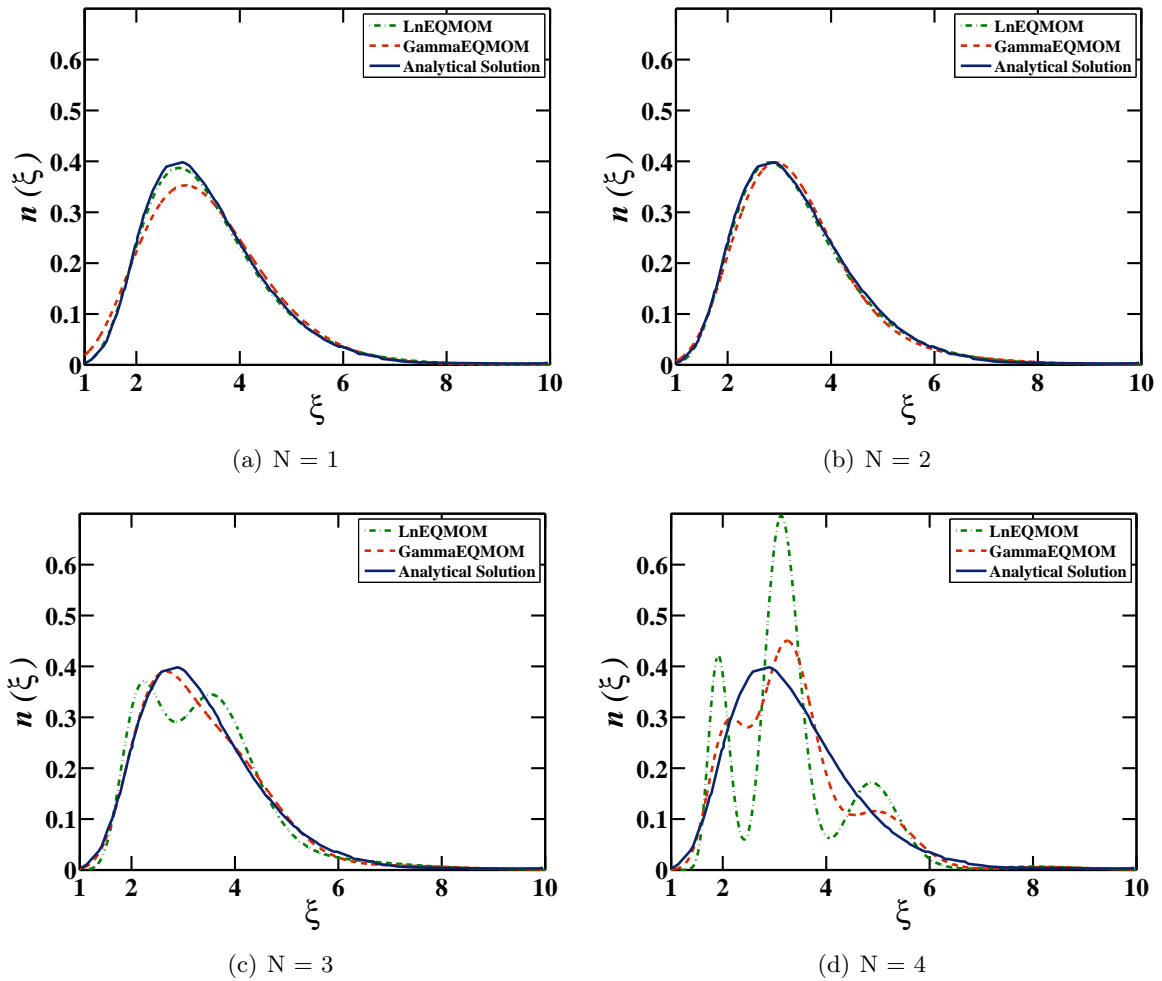 LnEQMOM
GammaEQMOM
Analytical Solution
0.6
0.5
0.4
0.3
0.2
0.1
0
n (ξ)
1 2 4 6 8 10
ξ
(a) N = 1
LnEQMOM
GammaEQMOM
Analytical Solution
0.6
0.5
0.4
0.3
0.2
0.1
0
n (ξ)
1 2 4 6 8 10
ξ
(b) N = 2
LnEQMOM
GammaEQMOM
Analytical Solution
0.6
0.5
0.4
0.3
0.2
0.1
0
n (ξ)
1 2 4 6 8 10
ξ
(c) N = 3
LnEQMOM
GammaEQMOM
Analytical Solution
0.6
0.5
0.4
0.3
0.2
0.1
0
n (ξ)
1 2 4 6 8 10
ξ
(d) N = 4